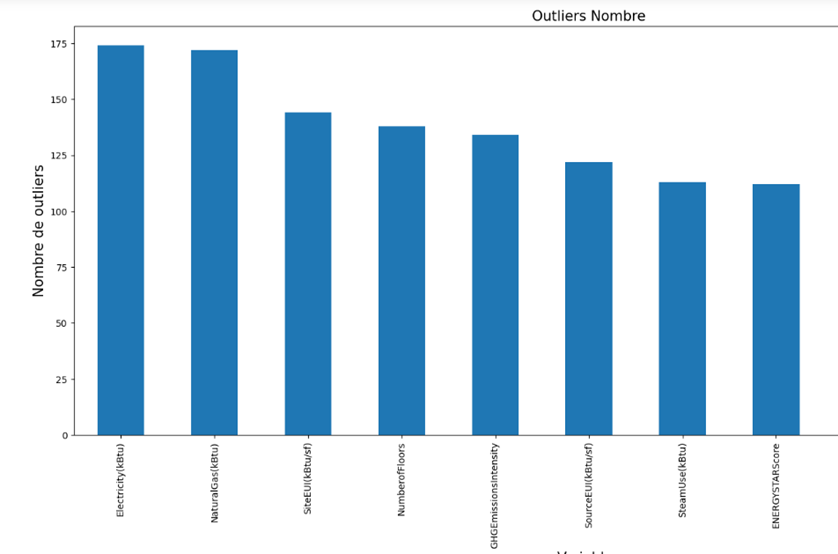 Outliers Nombre
Nombre de outliers
175
150
125
100
75
50
25
0
Electricity(kBtu)
NaturalGas(kBtu)
SiteEUI(kBtu/sf)
NumberofFloors
GHGEmissionsIntensity
SourceEUI(kBtu/sf)
SteamUse(kBtu)
ENERGYSTARScore